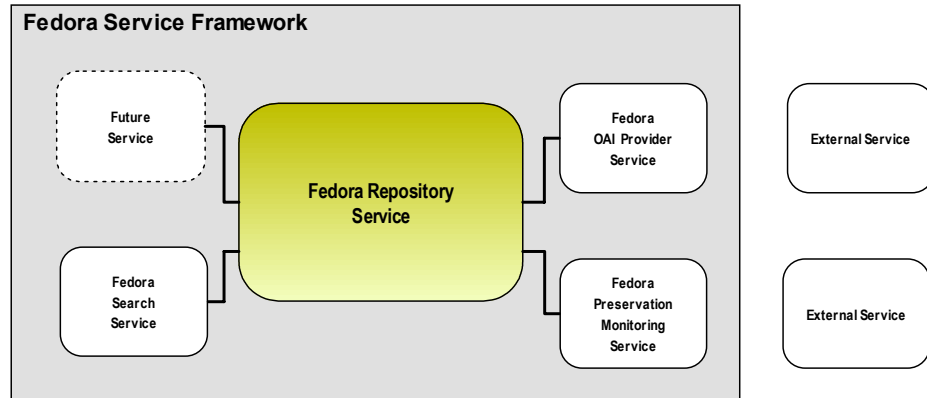 Fedora Service Framework
Future
Service
Fedora
OAI Provider
Service
External Service
Fedora Repository
Service
Fedora
Search
Service
Fedora
Preservation
Monitoring
Service
External Service